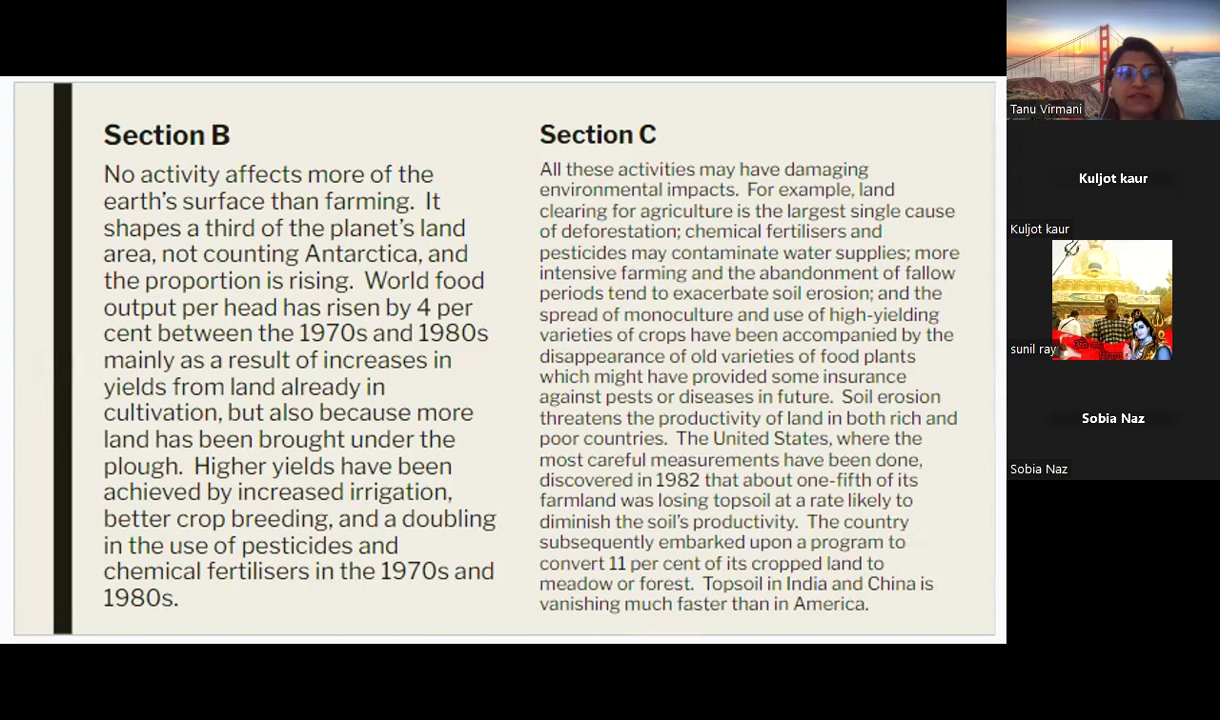 Section B
No activity affects more of the
earth's surface than farming.  It
shapes a third of the planet's land
area, not counting Antarctica, and
the proportion is rising.  World food
output per head has risen by 4 per
cent between the 1970s and 1980s
mainly as a result of increases in
yields from land already in
cultivation, but also because more
land has been brought under the
plough.  Higher yields have been
achieved by increased irrigation,
better crop breeding, and a doubling
in the use of pesticides and
chemical fertilisers in the 1970s and
1980s.
Section C
All these activities may have damaging
environmental impacts.  For example, land
clearing for agriculture is the largest single cause
of deforestation; chemical fertilisers and
pesticides may contaminate water supplies; more
intensive farming and the abandonment of fallow
periods tend to exacerbate soil erosion; and the
spread of monoculture and use of high-yielding
varieties of crops have been accompanied by the
disappearance of old varieties of food plants
which might have provided some insurance
against pests or diseases in future.  Soil erosion
threatens the productivity of land in both rich and
poor countries.  The United States, where the
most careful measurements have been done,
discovered in 1982 that about one-fifth of its
farmland was losing topsoil at a rate likely to
diminish the soil's productivity.  The country
subsequently embarked upon a program to
convert 11 per cent of its cropped land to
meadow or forest.  Topsoil in India and China is
vanishing much faster than in America.
Tanu Virmani
Kuljot kaur
Kuljot kaur
sunil ray
Sobia Naz
Sobia Naz